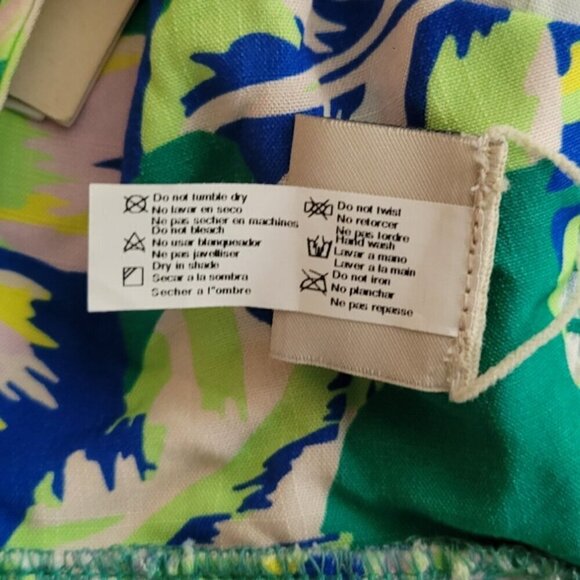 Do not tumble dry
No lavar en seco
Ne pas secher en machines
Do not bleach
No usar blanqueador
Ne pas javelliser
Dry in shade
Secar a la sombra
Secher a l"ombre
Do not twist
No retorcer
Ne pas tordre
Hand wash
Lavar a mano
Laver a la main
Do not iron
No planchar
Ne pas repasse